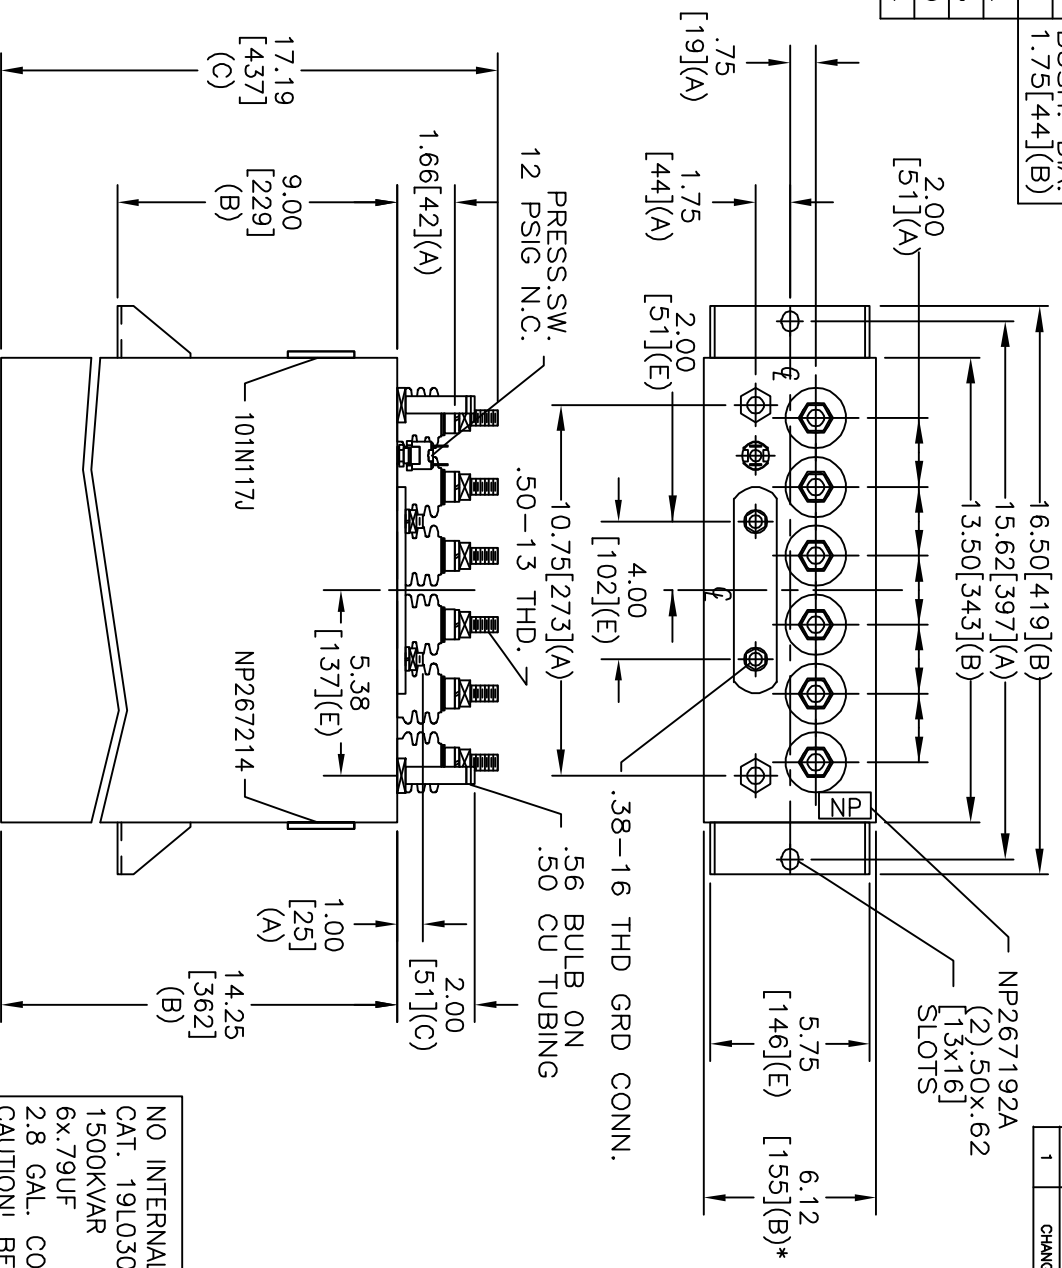 1.75[44](B)
2.00
[51](A)
16.50[419](B)
15.62[397](A)
13.50[343](B)
.75
[19](A)
1.75
[44](A)
2.00
[51](E)
4.00
[102](E)
10.75[273](A)
NP
NP267192A
(2).50x.62
[13x16]
SLOTS
5.75
[146](E)
6.12
[155](B)*
.38-16 THD GRD CONN.
PRESS.SW.
12 PSIG N.C.
.50-13 THD.
.56 BULB ON
.50 CU TUBING
17.19
[437]
(C)
1.66[42](A)
9.00
[229]
(B)
101N117J
5.38
[137](E)
NP267214
2.00
[51](C)
1.00
[25]
(A)
14.25
[362]
(B)
1
NO INTERNAL
1500KVAR
6x.79UF
2.8 GAL.